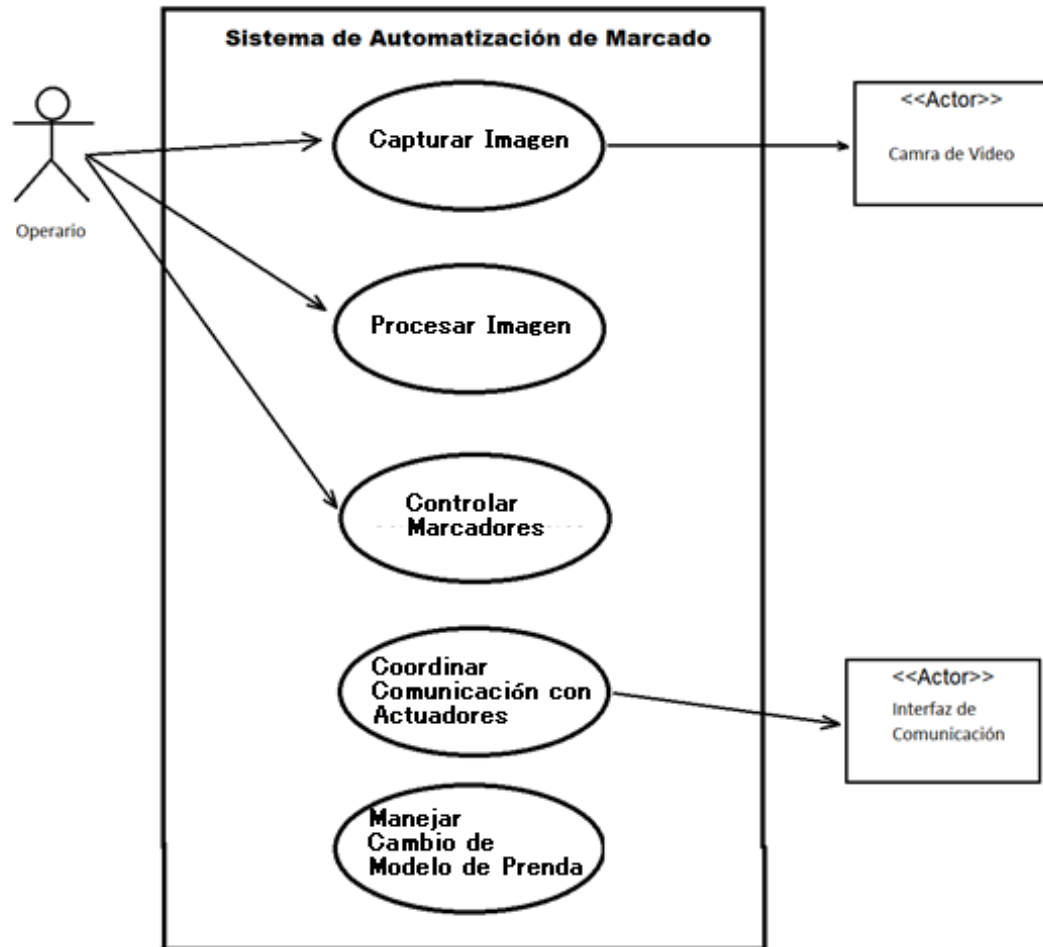 Sistema de Automatización de Marcado
Operario
Capturar Imagen
<<Actor>>
Camra de Video
Procesar Imagen
Controlar
Marcadores
Coordinar
Comunicación con
Actuadores
<<Actor>>
Interfaz de
Comunicación
Manejar
Cambio de
Modelo de Prenda